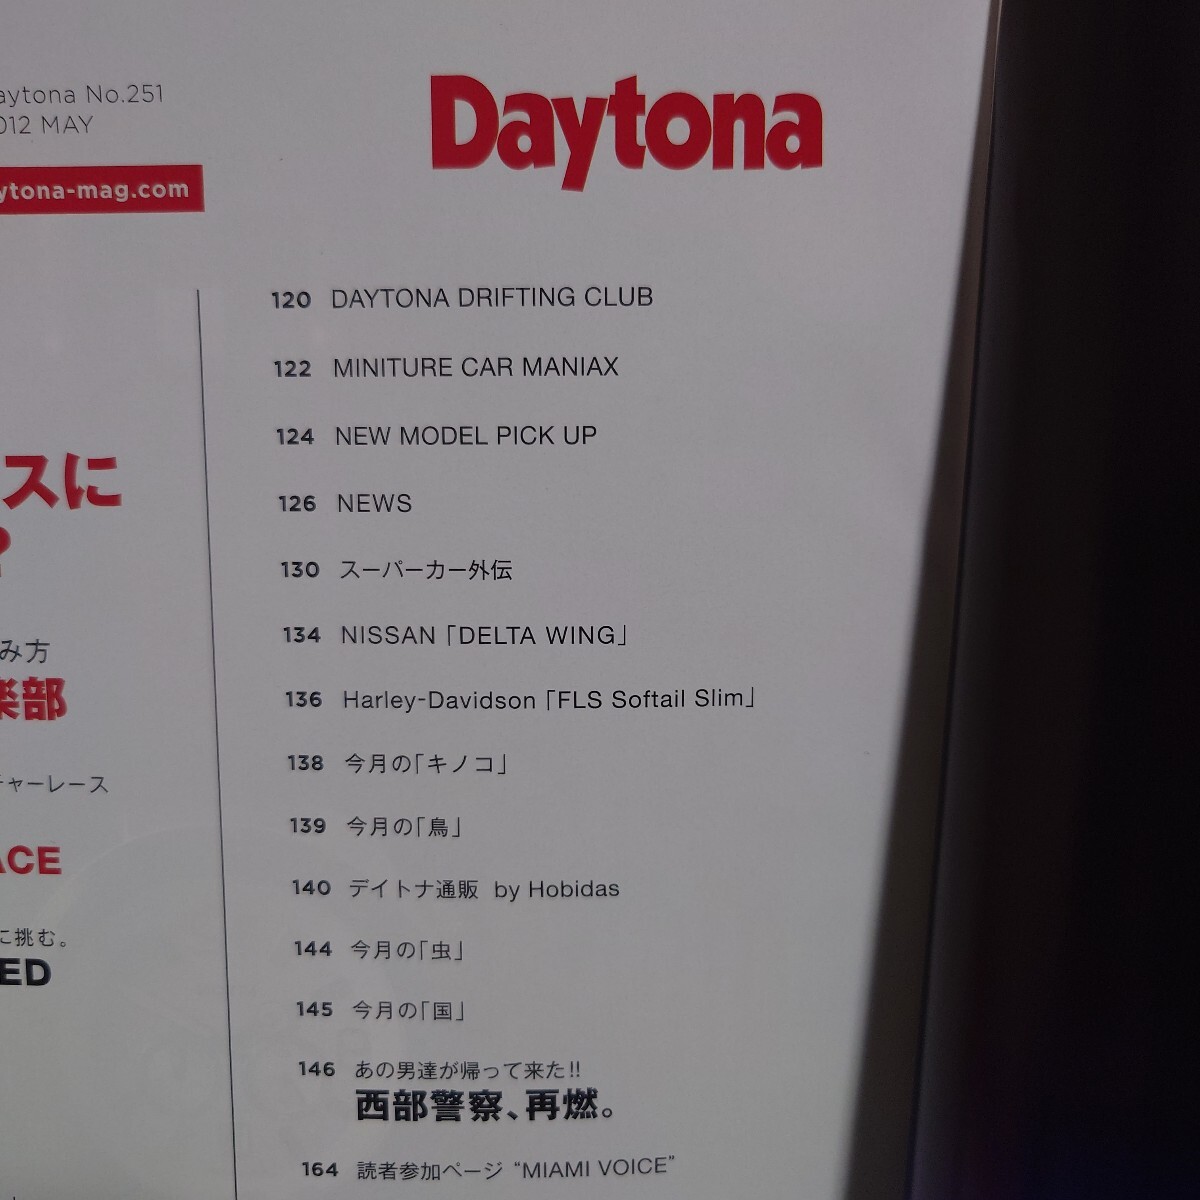 aytona No.251
012 MAY
ytona-mag.com
Daytona
スに
?
み方
楽部
チャーレース
ACE
に挑む。
ED
120 DAYTONA DRIFTING CLUB
122 MINITURE CAR MANIAX
124 NEW MODEL PICK UP
126 NEWS
130 スーパーカー外伝
134 NISSAN「DELTA WING」
136 Harley-Davidson「FLS Softail Slim」
138 今月の「キノコ」
139 今月の「鳥」
140 デイトナ通販 by Hobidas
144 今月の「虫」
145 今月の「国」
146 あの男達が帰って来た!!
西部警察、再燃。
164 読者参加ページ “MIAMI VOICE”